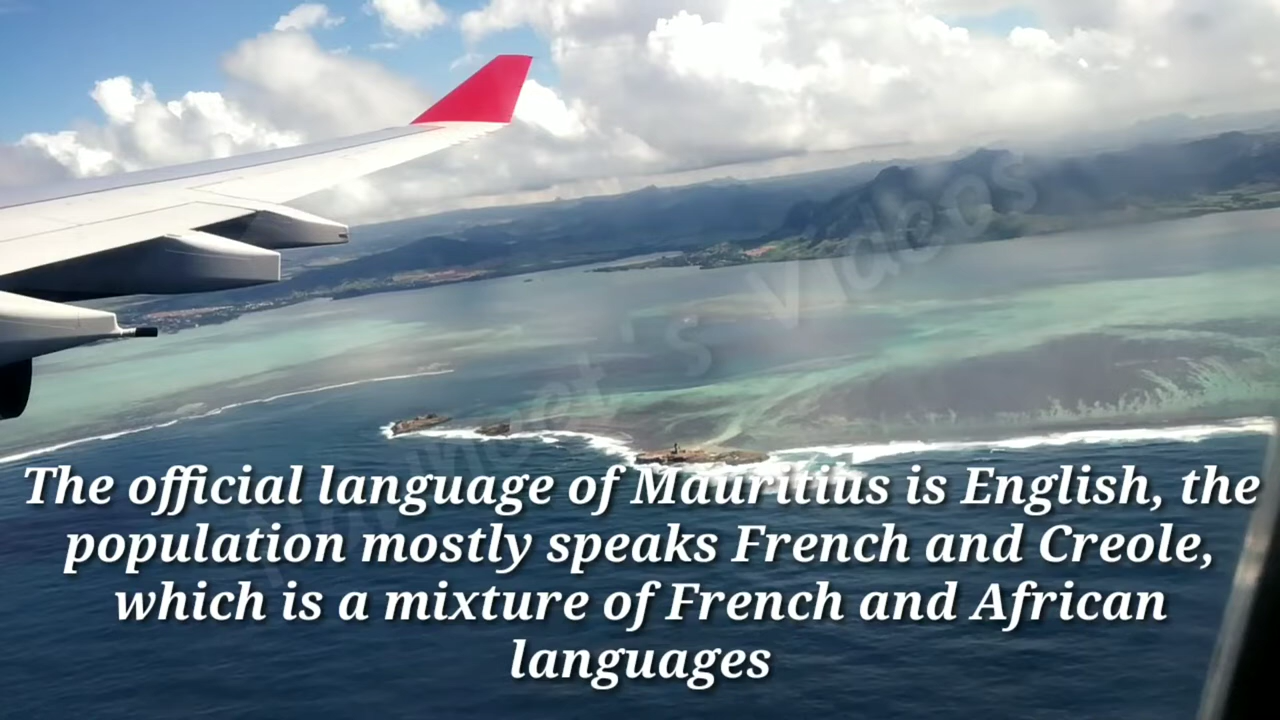 The official language of Mauritius is English, the
population mostly speaks French and Creole,
which is a mixture of French and African
languages
's Videos